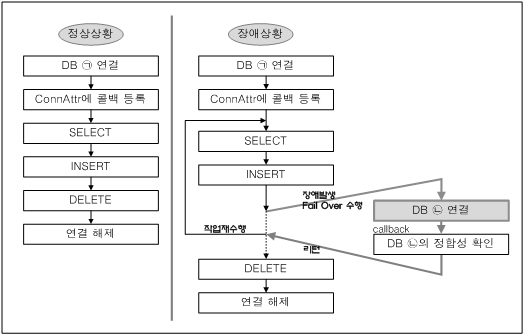 정상상황
DB ㉠ 연결
ConnAttr에 콜백 등록
SELECT
INSERT
DELETE
연결 해제
장애상황
DB ㉠ 연결
ConnAttr에 콜백 등록
SELECT
INSERT
장애발생
Fail Over 수행
DB ㉡ 연결
callback
DB ㉡의 정합성 확인
작업재수행
리턴
DELETE
연결 해제